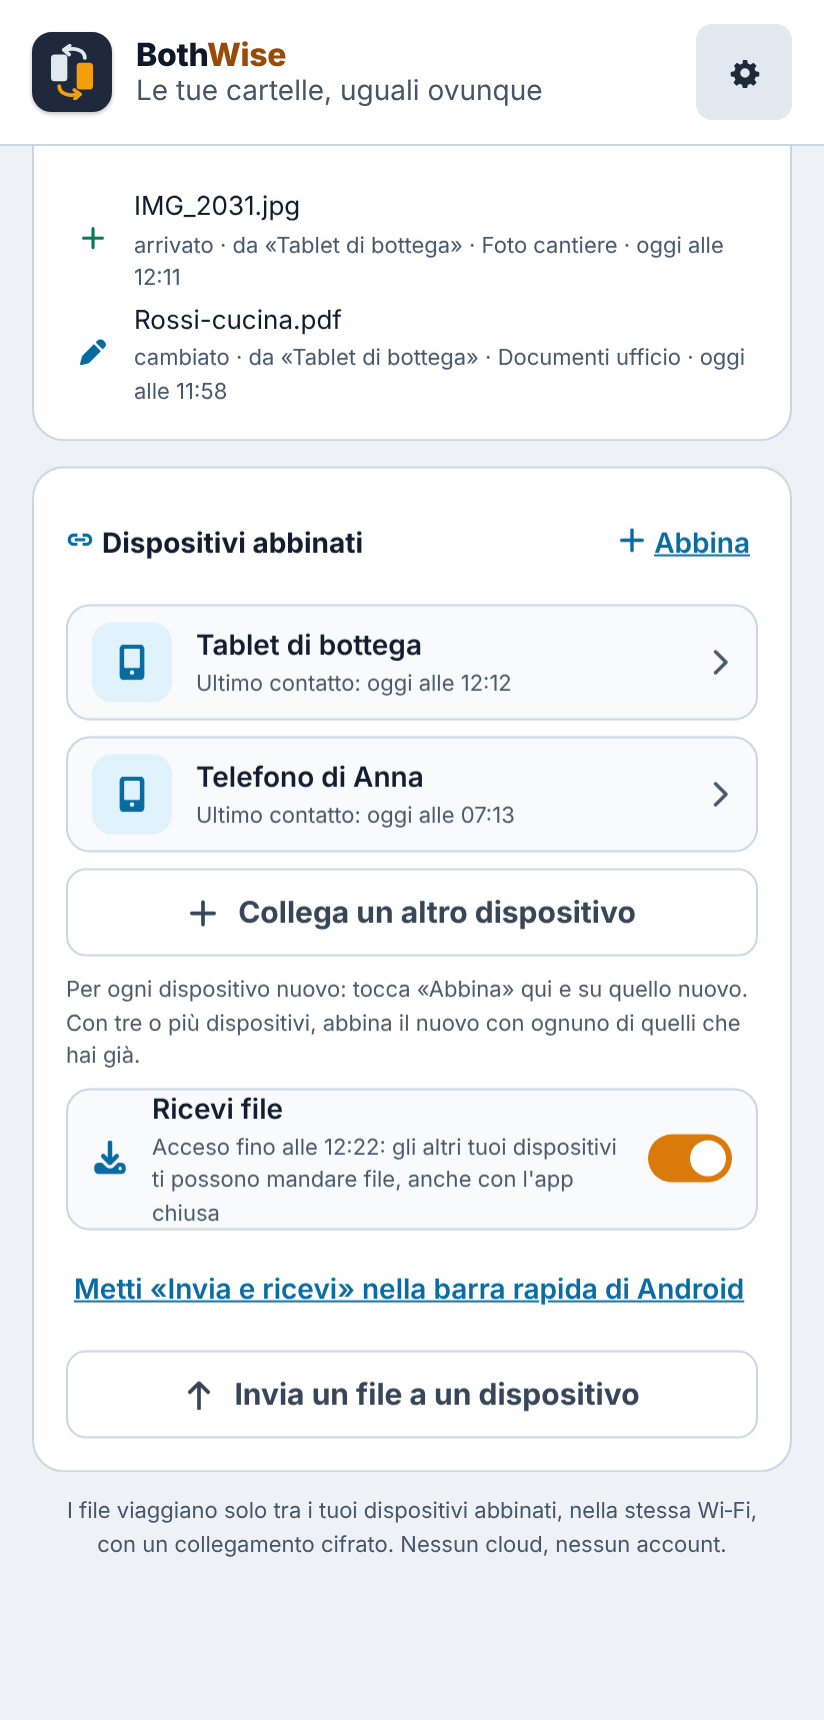 BothWise
Le tue cartelle, uguali ovunque
IMG_2031.jpg
arrivato · da «Tablet di bottega» · Foto cantiere · oggi alle
12:11
Rossi-cucina.pdf
cambiato · da «Tablet di bottega» · Documenti ufficio · oggi
alle 11:58
Dispositivi abbinati
Abbina
Tablet di bottega
Ultimo contatto: oggi alle 12:12
Telefono di Anna
Ultimo contatto: oggi alle 07:13
Collega un altro dispositivo
Per ogni dispositivo nuovo: tocca «Abbina» qui e su quello nuovo.
Con tre o più dispositivi, abbina il nuovo con ognuno di quelli che
hai già.
Ricevi file
Acceso fino alle 12:22: gli altri tuoi dispositivi
ti possono mandare file, anche con l'app
chiusa
Metti «Invia e ricevi» nella barra rapida di Android
Invia un file a un dispositivo
I file viaggiano solo tra i tuoi dispositivi abbinati, nella stessa Wi-Fi,
con un collegamento cifrato. Nessun cloud, nessun account.